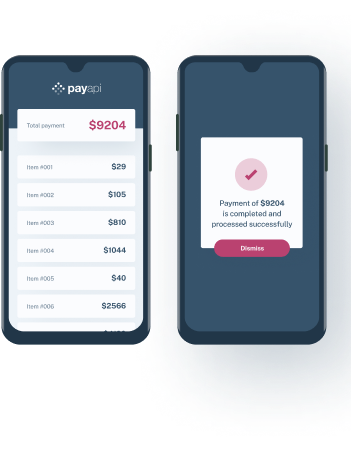 payapi
Total payment $9204
Item #001 $29
Item #002 $105
Item #003 $810
Item #004 $1044
Item #005 $40
Item #006 $2566
Payment of $9204
is completed and
processed successfully
Dismiss